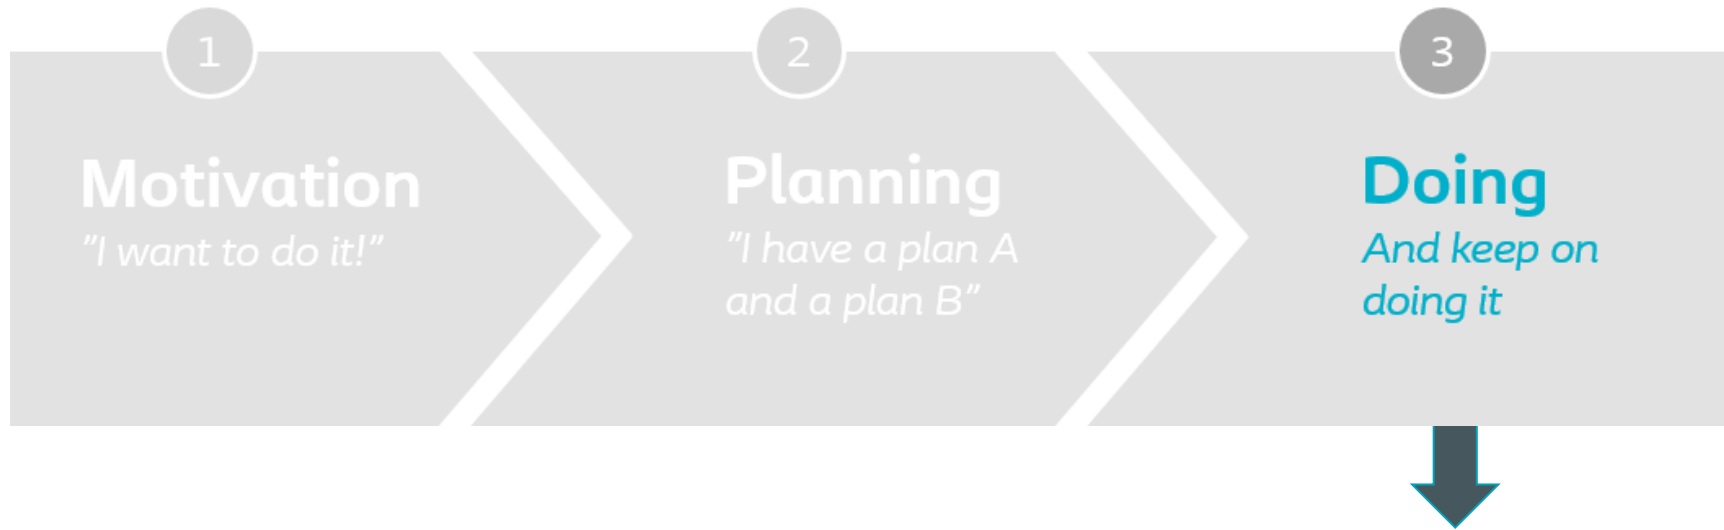 1
Motivation
"I want to do it!"
2
Planning
"I have a plan A
and a plan B"
3
Doing
And keep on
doing it